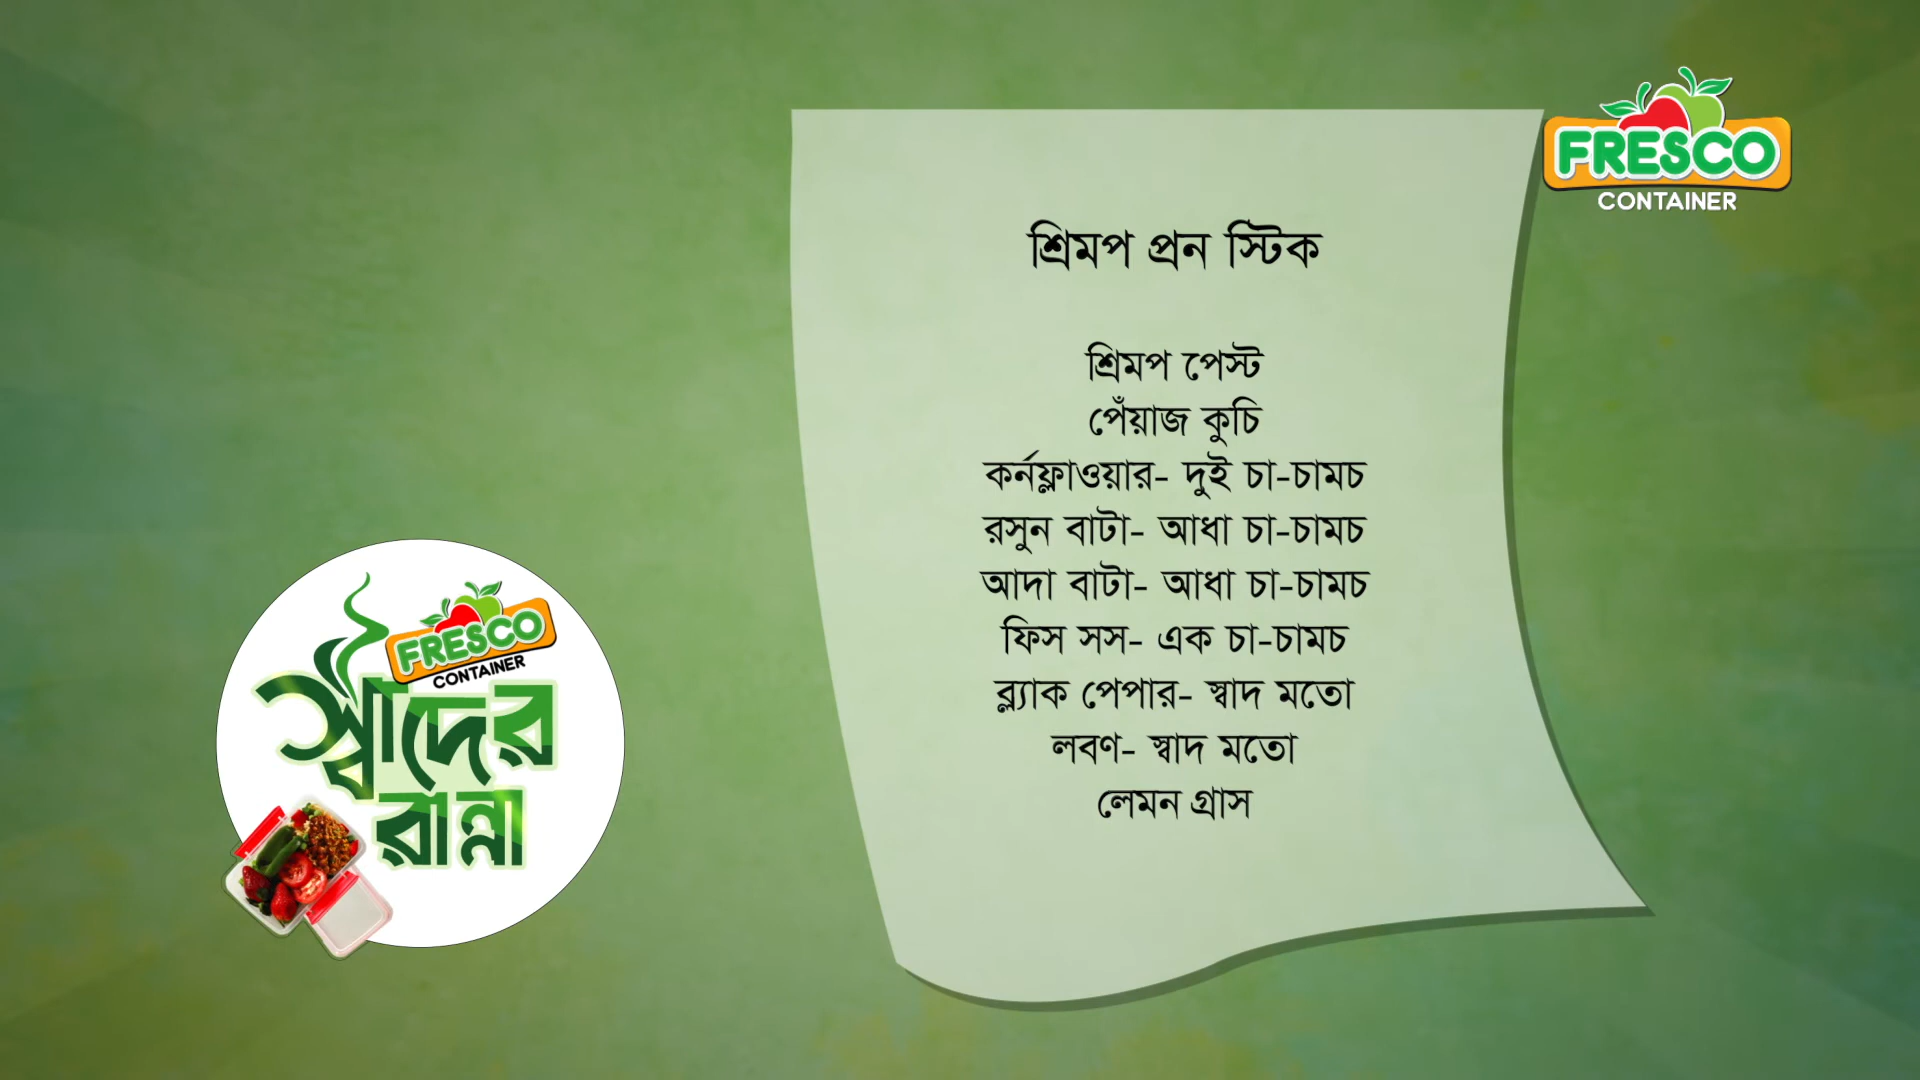 FRESCO
CONTAINER
শ্রিমপ প্রন স্টিক
শ্রিমপ পেস্ট
পেঁয়াজ কুচি
কর্নফ্লাওয়ার- দুই চা-চামচ
রসুন বাটা- আধা চা-চামচ
আদা বাটা- আধা চা-চামচ
ফিস সস- এক চা-চামচ
ব্ল্যাক পেপার- স্বাদ মতো
লবণ- স্বাদ মতো
লেমন গ্রাস
FRESCO
CONTAINER
স্বাদের
রান্না